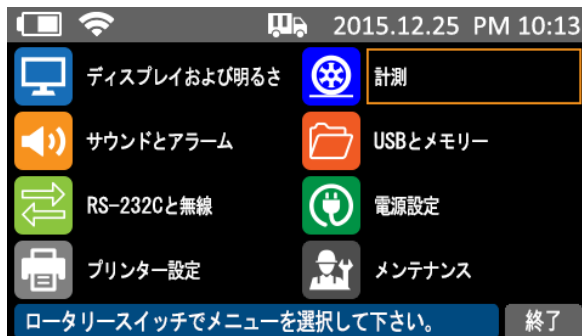 2015.12.25 PM 10:13
ディスプレイおよび明るさ
計測
サウンドとアラーム
USBとメモリー
RS-232Cと無線
電源設定
プリンター設定
メンテナンス
ロータリースイッチでメニューを選択して下さい。
終了